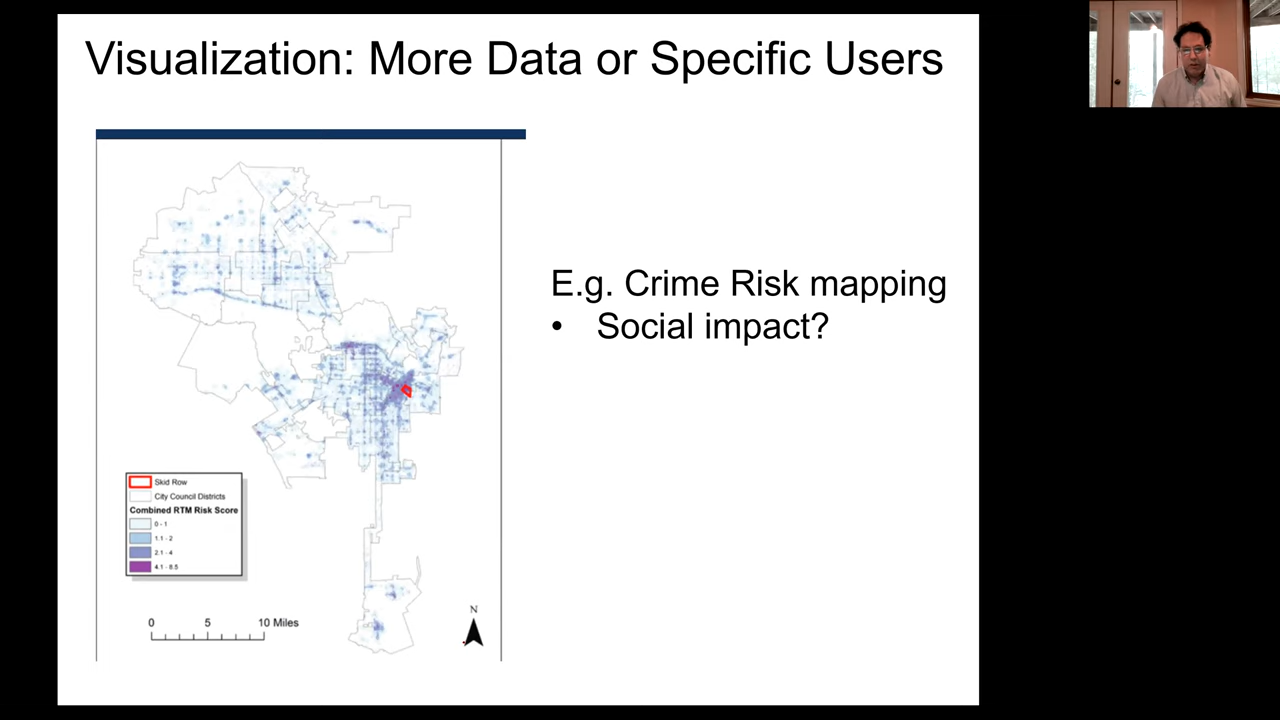 Visualization: More Data or Specific Users
E.g. Crime Risk mapping
• Social impact?
Skid Row
City Council Districts
Combined RTM Risk Score
0 - 1
1.1 - 2
2.1 - 4
4.1 - 8.5
0 5 10 Miles
N